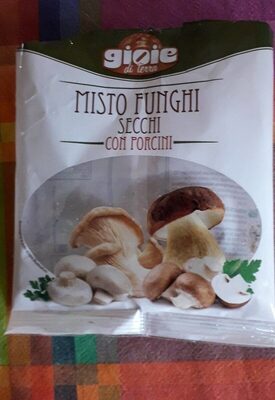 gioie
di terra
MISTO FUNGHI
SECCHI
CON PORCINI